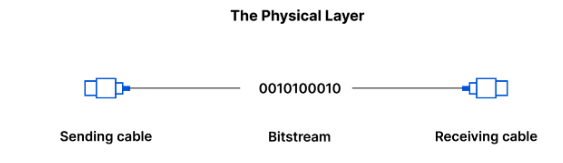 The Physical Layer
0010100010
Sending cable
Bitstream
Receiving cable